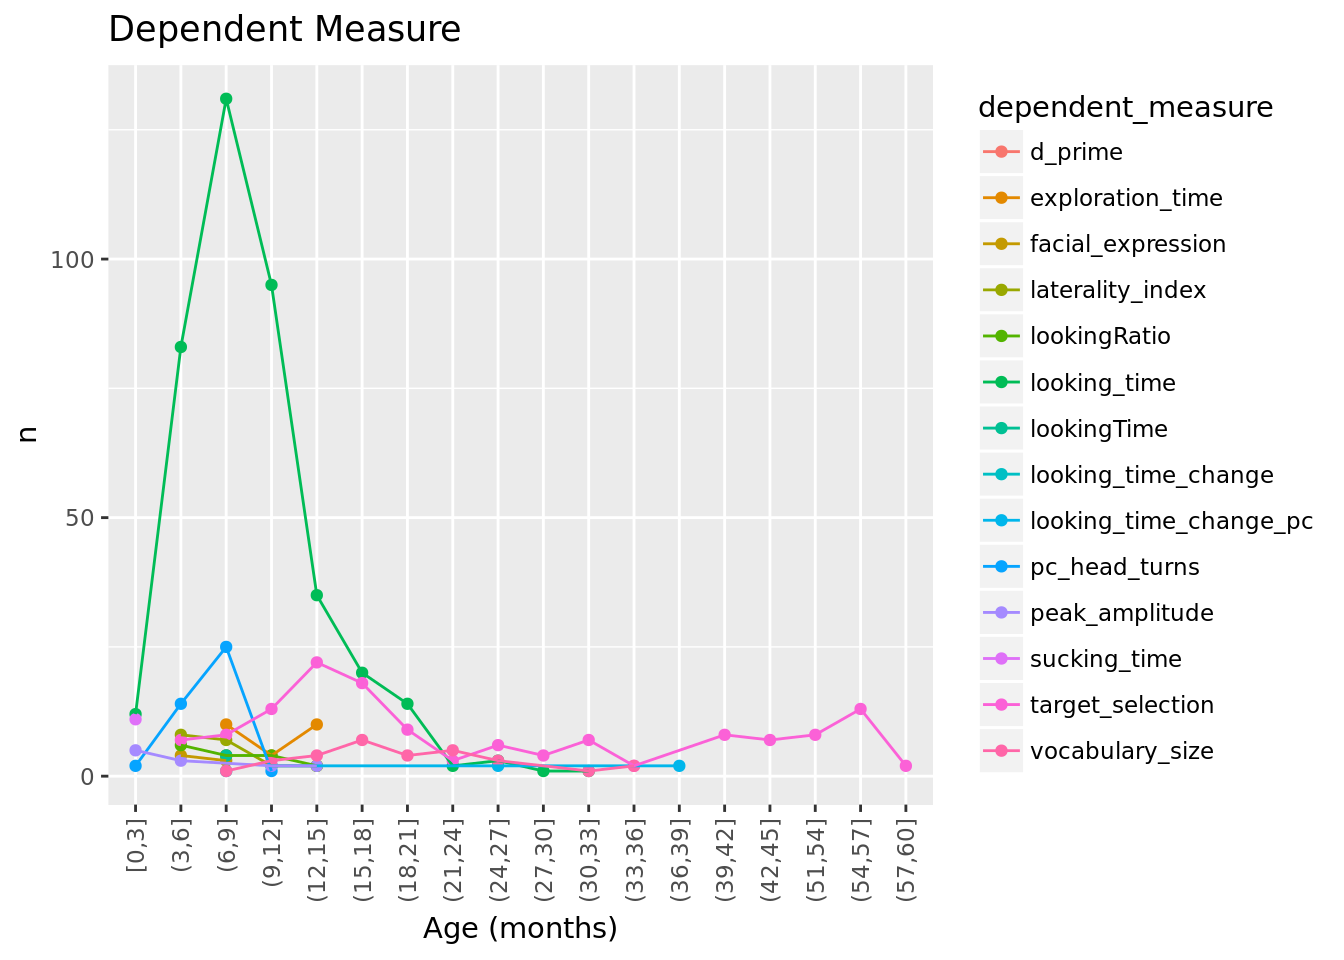 Dependent Measure
dependent_measure
d_prime
exploration_time
facial_expression
laterality_index
lookingRatio
looking_time
lookingTime
looking_time_change
looking_time_change_pc
pc_head_turns
peak_amplitude
sucking_time
target_selection
vocabulary_size
n
100
50
0
[0,3]
(3,6]
(6,9]
(9,12]
(12,15]
(15,18]
(18,21]
(21,24]
(24,27]
(27,30]
(30,33]
(33,36]
(36,39]
(39,42]
(42,45]
(51,54]
(54,57]
(57,60]
Age (months)